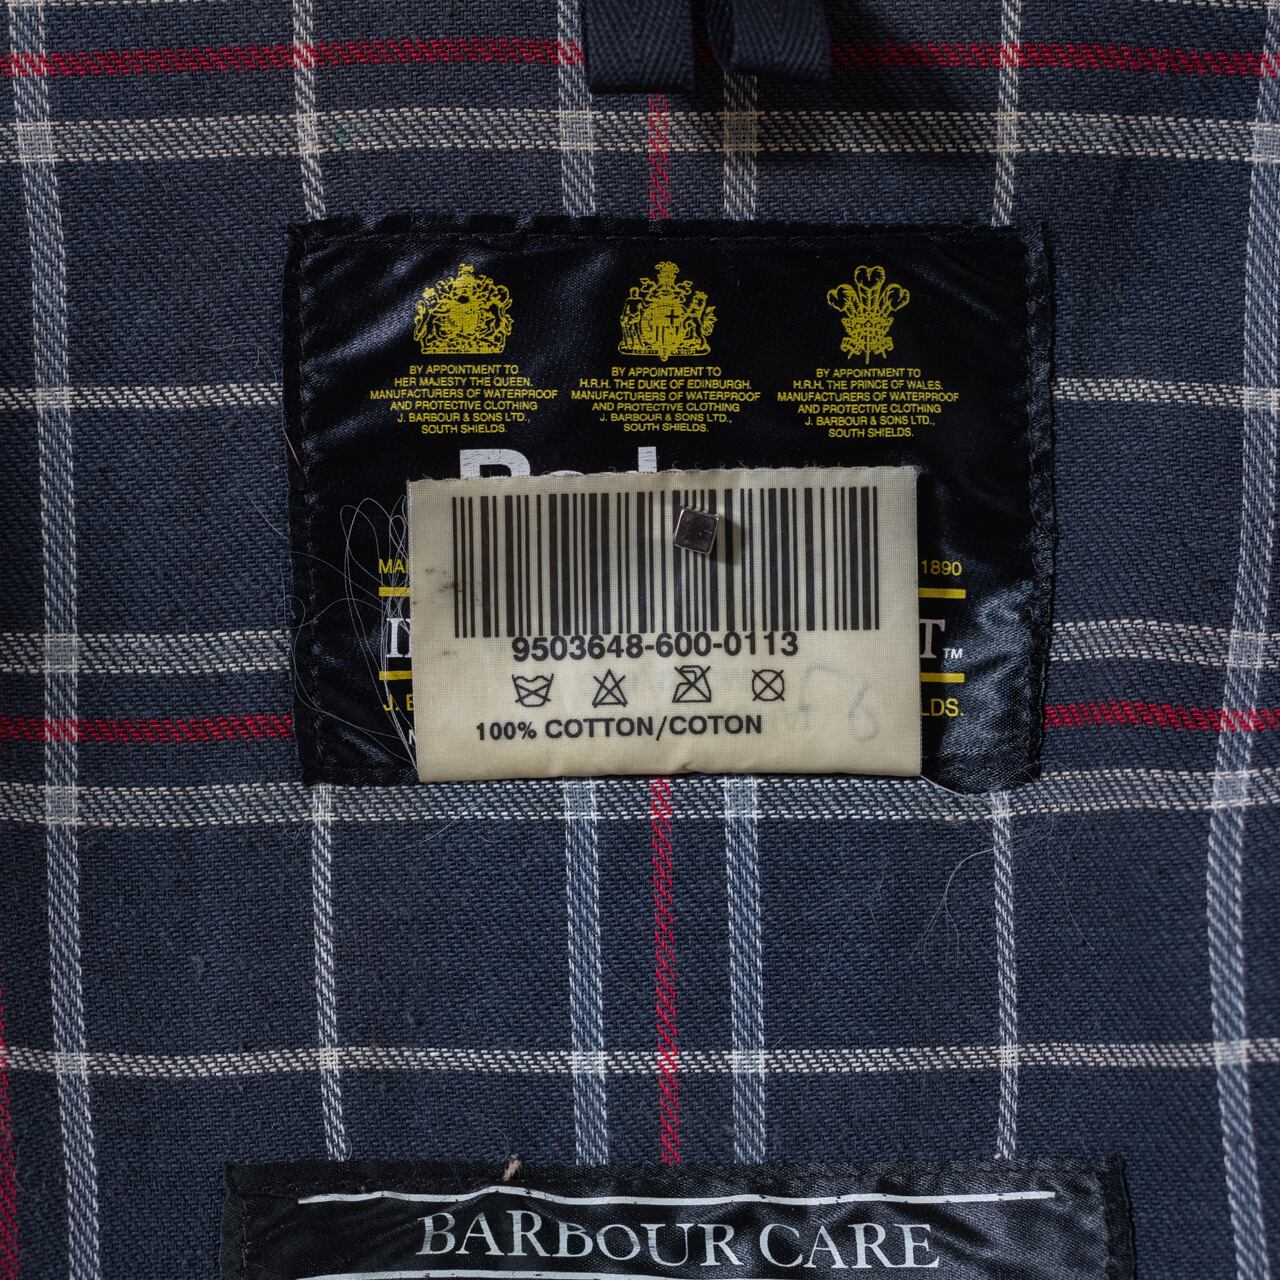 BY APPOINTMENT TO
HER MAJESTY THE QUEEN.
MANUFACTURERS OF WATERPROOF
AND PROTECTIVE CLOTHING
J. BARBOUR & SONS LTD.,
SOUTH SHIELDS.
BY APPOINTMENT TO
H.R.H. THE DUKE OF EDINBURGH.
MANUFACTURERS OF WATERPROOF
AND PROTECTIVE CLOTHING
J. BARBOUR & SONS LTD.,
SOUTH SHIELDS.
BY APPOINTMENT TO
H.R.H. THE PRINCE OF WALES.
MANUFACTURERS OF WATERPROOF
AND PROTECTIVE CLOTHING
J. BARBOUR & SONS LTD.,
SOUTH SHIELDS.
1890
9503648-600-0113
TM
100% COTTON/COTON
BARBOUR CARE